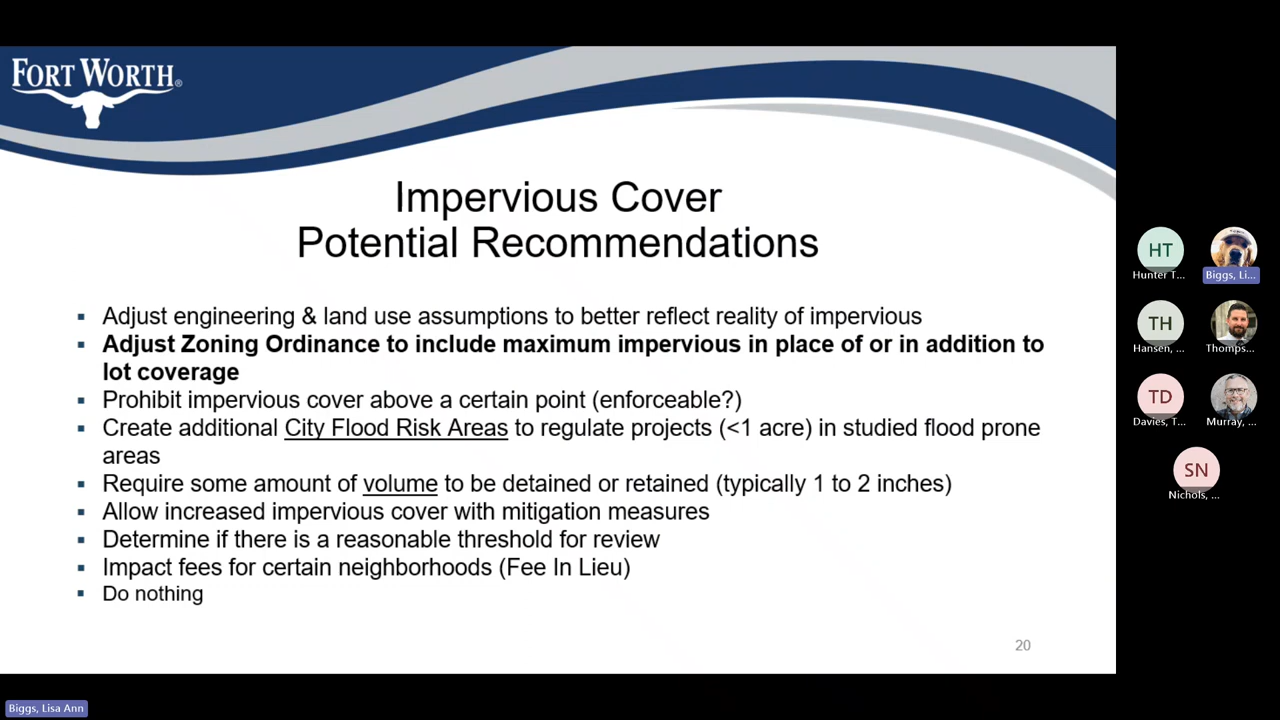 FORT WORTH®
Impervious Cover
Potential Recommendations
▪ Adjust engineering & land use assumptions to better reflect reality of impervious
▪ Adjust Zoning Ordinance to include maximum impervious in place of or in addition to
lot coverage
▪ Prohibit impervious cover above a certain point (enforceable?)
▪ Create additional City Flood Risk Areas to regulate projects (<1 acre) in studied flood prone
areas
▪ Require some amount of volume to be detained or retained (typically 1 to 2 inches)
▪ Allow increased impervious cover with mitigation measures
▪ Determine if there is a reasonable threshold for review
▪ Impact fees for certain neighborhoods (Fee In Lieu)
▪ Do nothing
20
HT
Hunter T...
Biggs, Li...
TH
Hansen, ...
Thomps...
TD
Davies, T...
Murray, ...
SN
Nichols, ...
Biggs, Lisa Ann